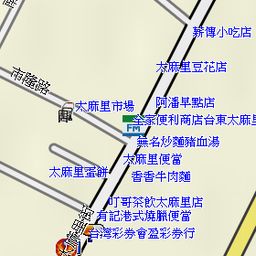 薪傳小吃店
太麻里豆花店
市隆路
太麻里市場
阿潘早點店
全家便利商店台東太麻里
FM
無名炒麵豬血湯
太麻里便當
太麻里蛋餅
香香牛肉麵
叮哥茶飲太麻里店
有記港式燒臘便當
台灣彩券會盈彩券行